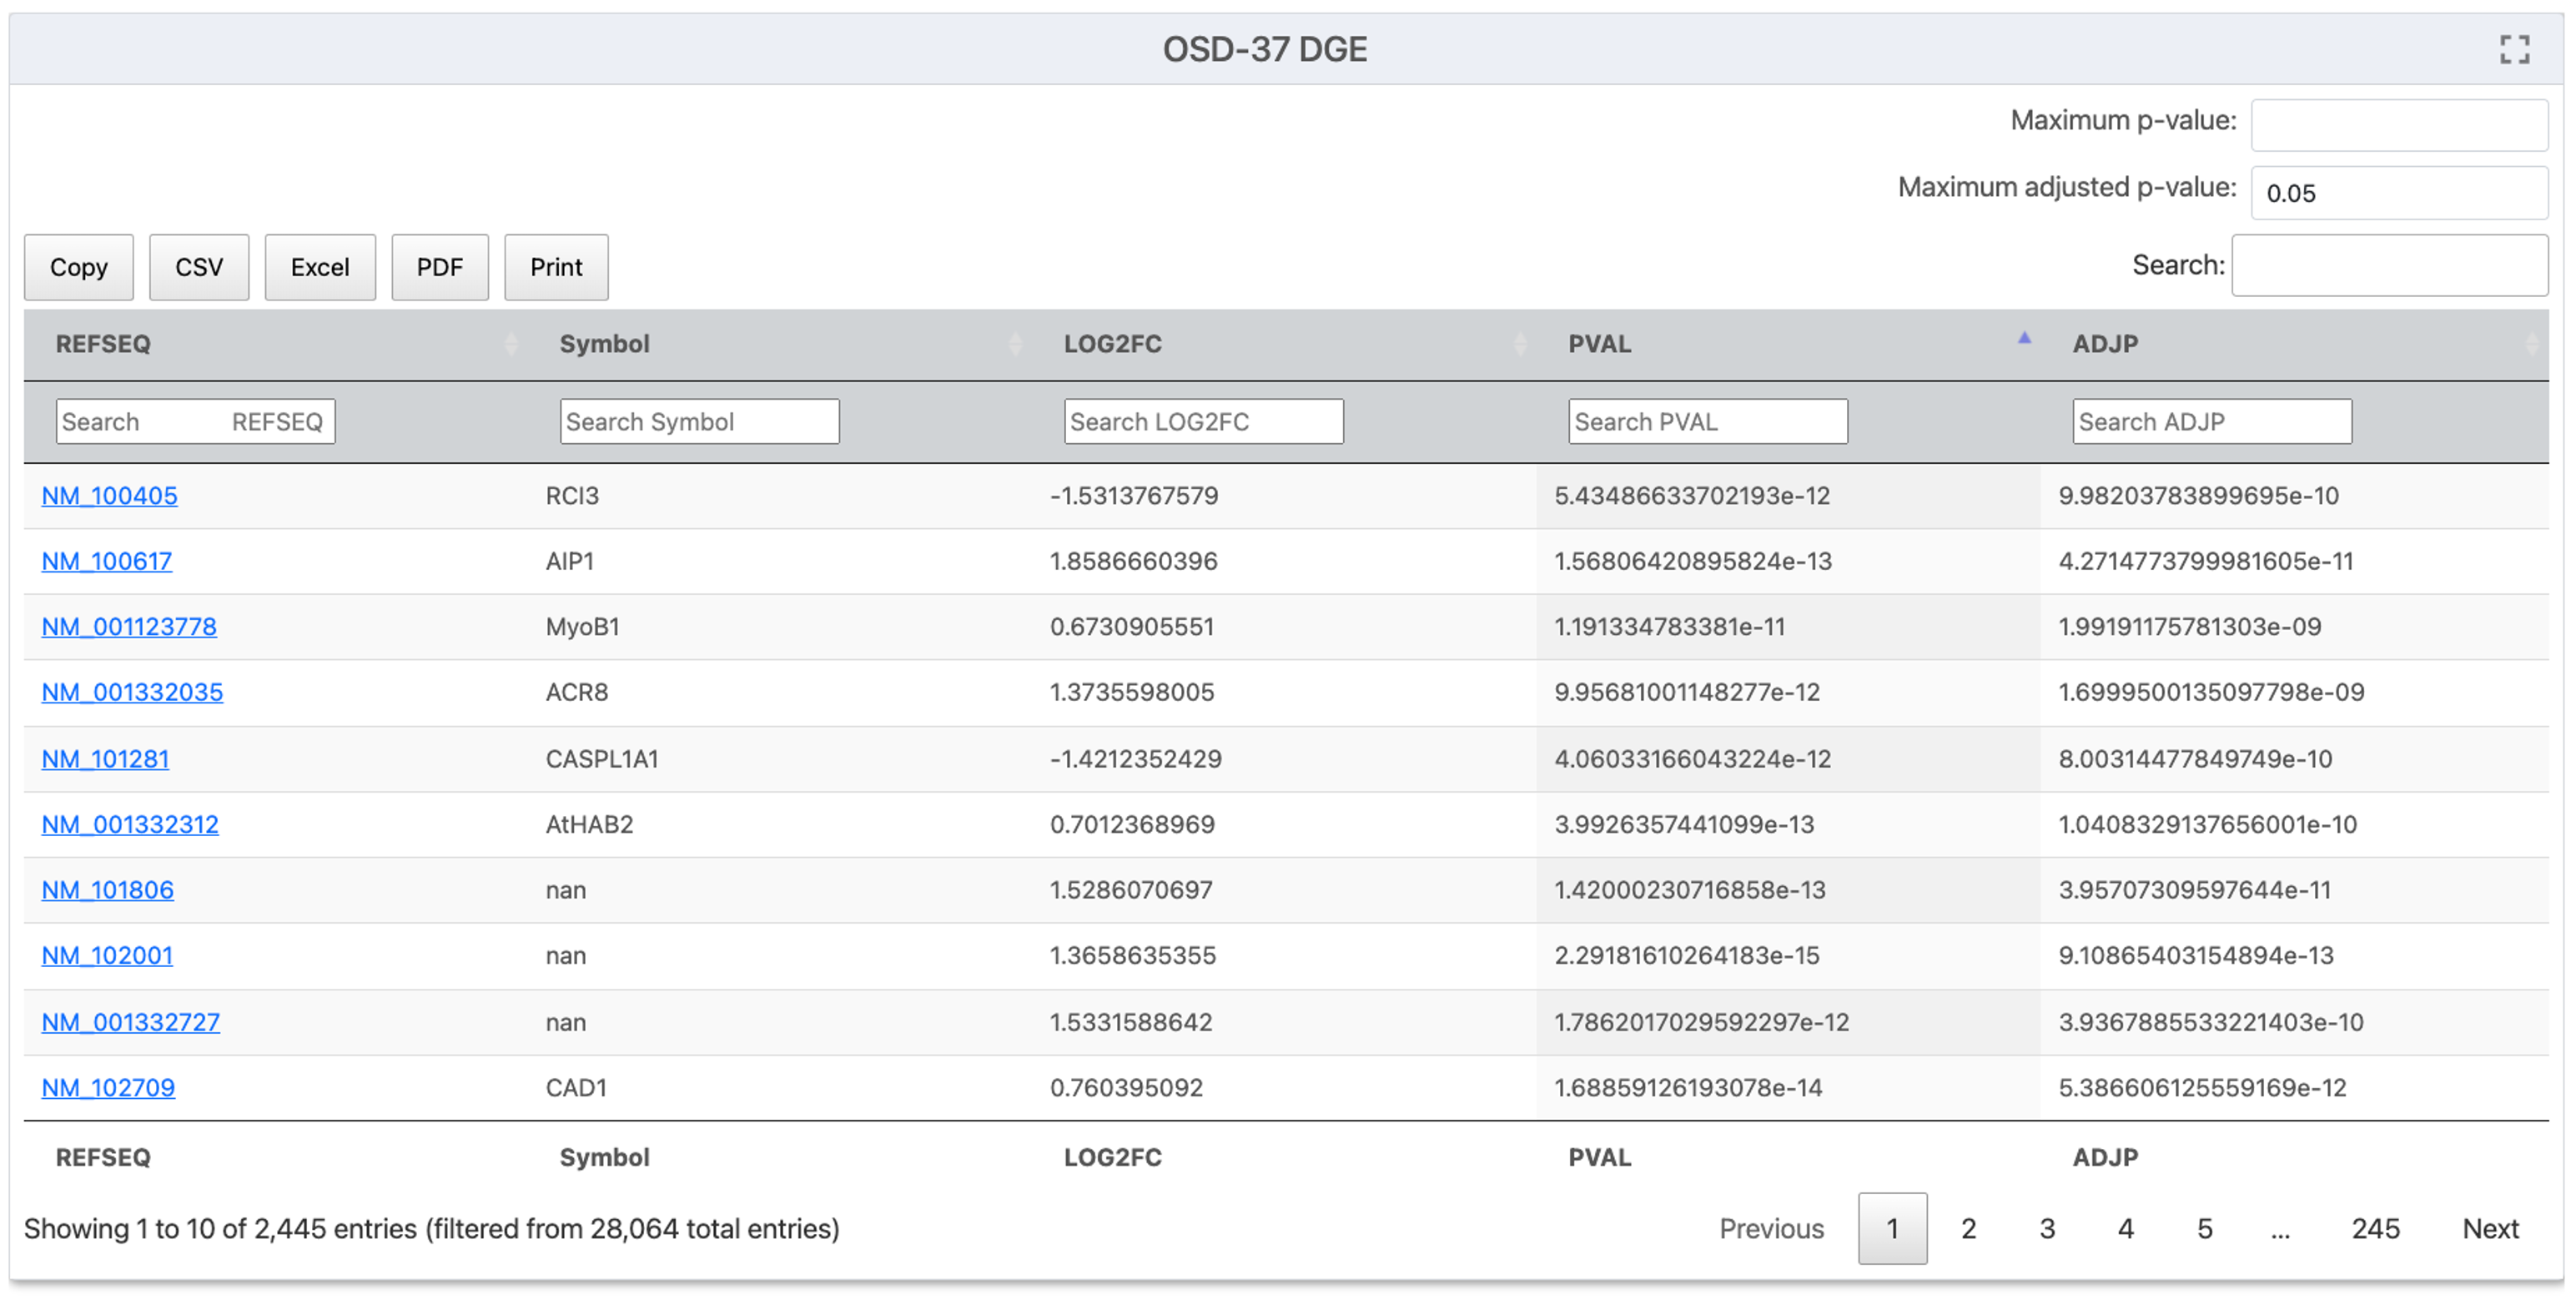 OSD-37 DGE
Maximum p-value:
Maximum adjusted p-value: 0.05
Copy CSV Excel PDF Print Search:
REFSEQ Symbol LOG2FC PVAL ADJP
Search REFSEQ Search Symbol Search LOG2FC Search PVAL Search ADJP
NM_100405 RCI3 -1.5313767579 5.43486633702193e-12 9.98203783899695e-10
NM_100617 AIP1 1.8586660396 1.56806420895824e-13 4.2714773799981605e-11
NM_001123778 MyoB1 0.6730905551 1.191334783381e-11 1.99191175781303e-09
NM_001332035 ACR8 1.3735598005 9.95681001148277e-12 1.6999500135097798e-09
NM_101281 CASPL1A1 -1.4212352429 4.06033166043224e-12 8.00314477849749e-10
NM_001332312 AtHAB2 0.7012368969 3.9926357441099e-13 1.0408329137656001e-10
NM_101806 nan 1.5286070697 1.42000230716858e-13 3.95707309597644e-11
NM_102001 nan 1.3658635355 2.29181610264183e-15 9.10865403154894e-13
NM_001332727 nan 1.5331588642 1.7862017029592297e-12 3.9367885533221403e-10
NM_102709 CAD1 0.760395092 1.68859126193078e-14 5.386606125559169e-12
REFSEQ Symbol LOG2FC PVAL ADJP
Showing 1 to 10 of 2,445 entries (filtered from 28,064 total entries) Previous 1 2 3 4 5 ... 245 Next